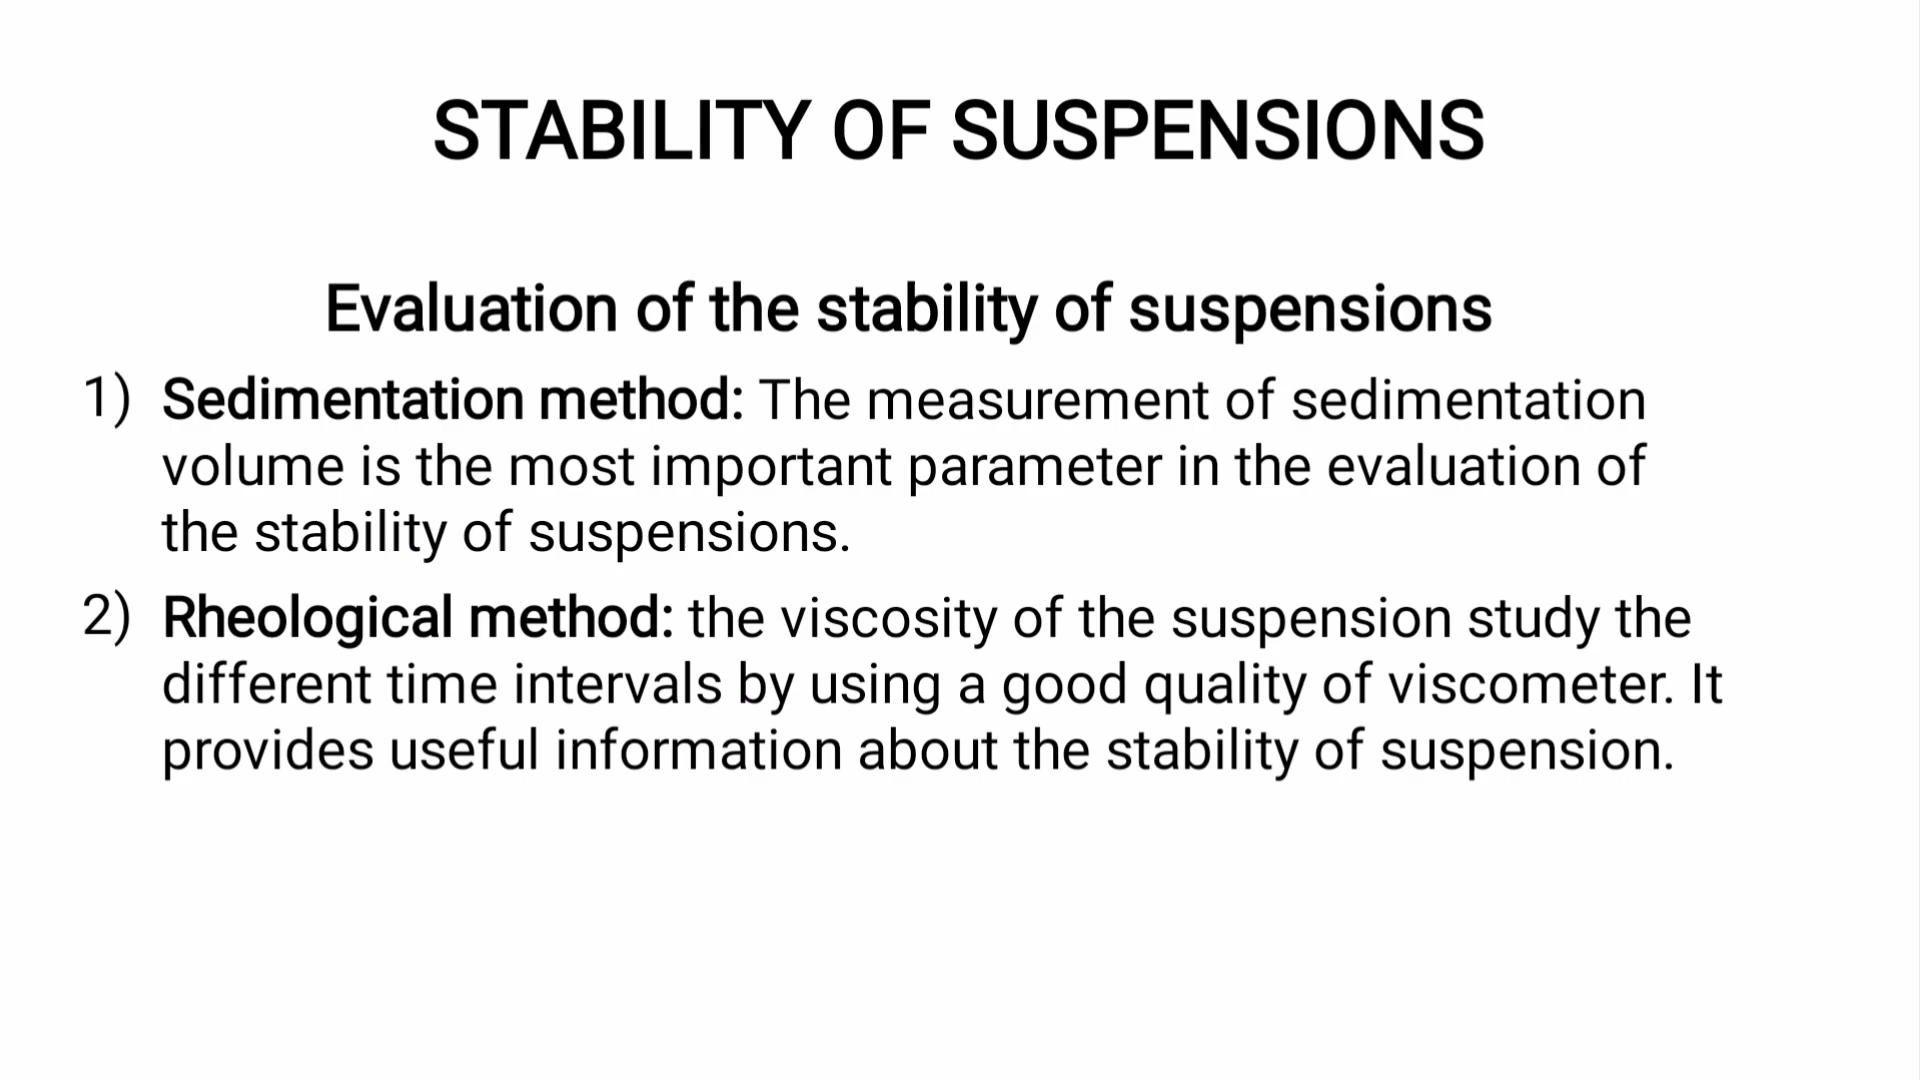 STABILITY OF SUSPENSIONS
Evaluation of the stability of suspensions
1) Sedimentation method: The measurement of sedimentation
volume is the most important parameter in the evaluation of
the stability of suspensions.
2) Rheological method: the viscosity of the suspension study the
different time intervals by using a good quality of viscometer. It
provides useful information about the stability of suspension.